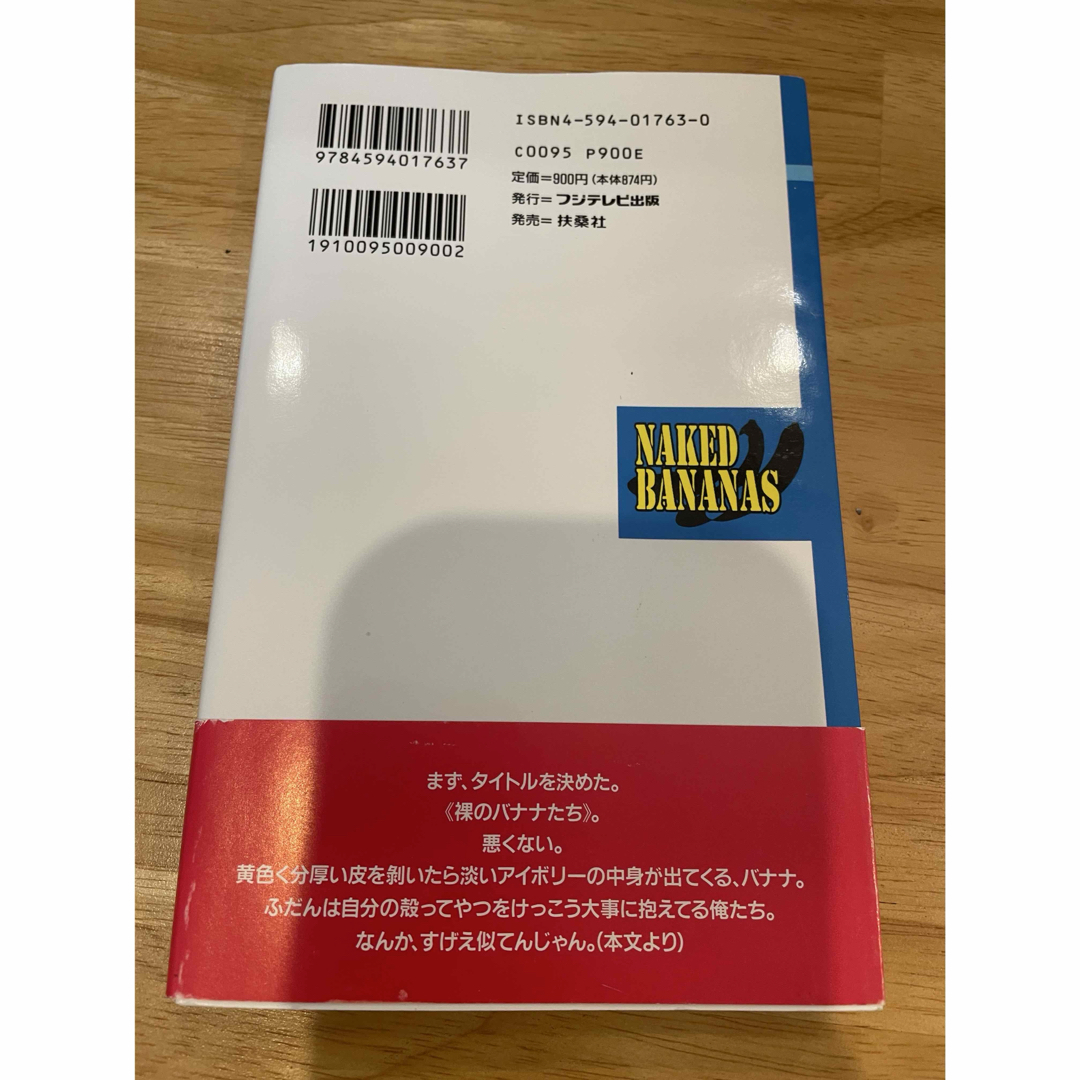 9784594017637
1910095009002
ISBN4-594-01763-0
C0095 P900E
定価=900円(本体874円)
発行=フジテレビ出版
発売=扶桑社
NAKED
BANANAS
まず、タイトルを決めた。
《裸のバナナたち》。
悪くない。
黄色く分厚い皮を剝いたら淡いアイボリーの中身が出てくる、バナナ。
ふだんは自分の殻ってやつをけっこう大事に抱えてる俺たち。
なんか、すげえ似てんじゃん。(本文より)